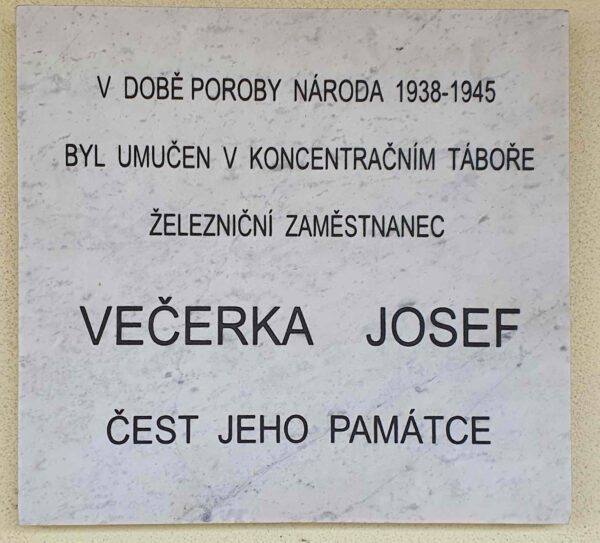 V DOBĚ POROBY NÁRODA 1938-1945
BYL UMUČEN V KONCENTRAČNÍM TÁBOŘE
ŽELEZNIČNÍ ZAMĚSTNANEC
VEČERKA JOSEF
ČEST JEHO PAMÁTCE